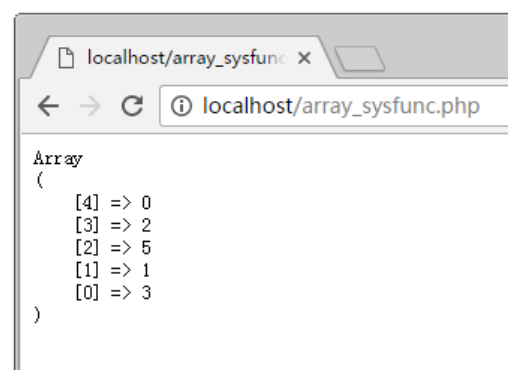 localhost/array_sysfunc
localhost/array_sysfunc.php
Array
(
    [4] => 0
    [3] => 2
    [2] => 5
    [1] => 1
    [0] => 3
)